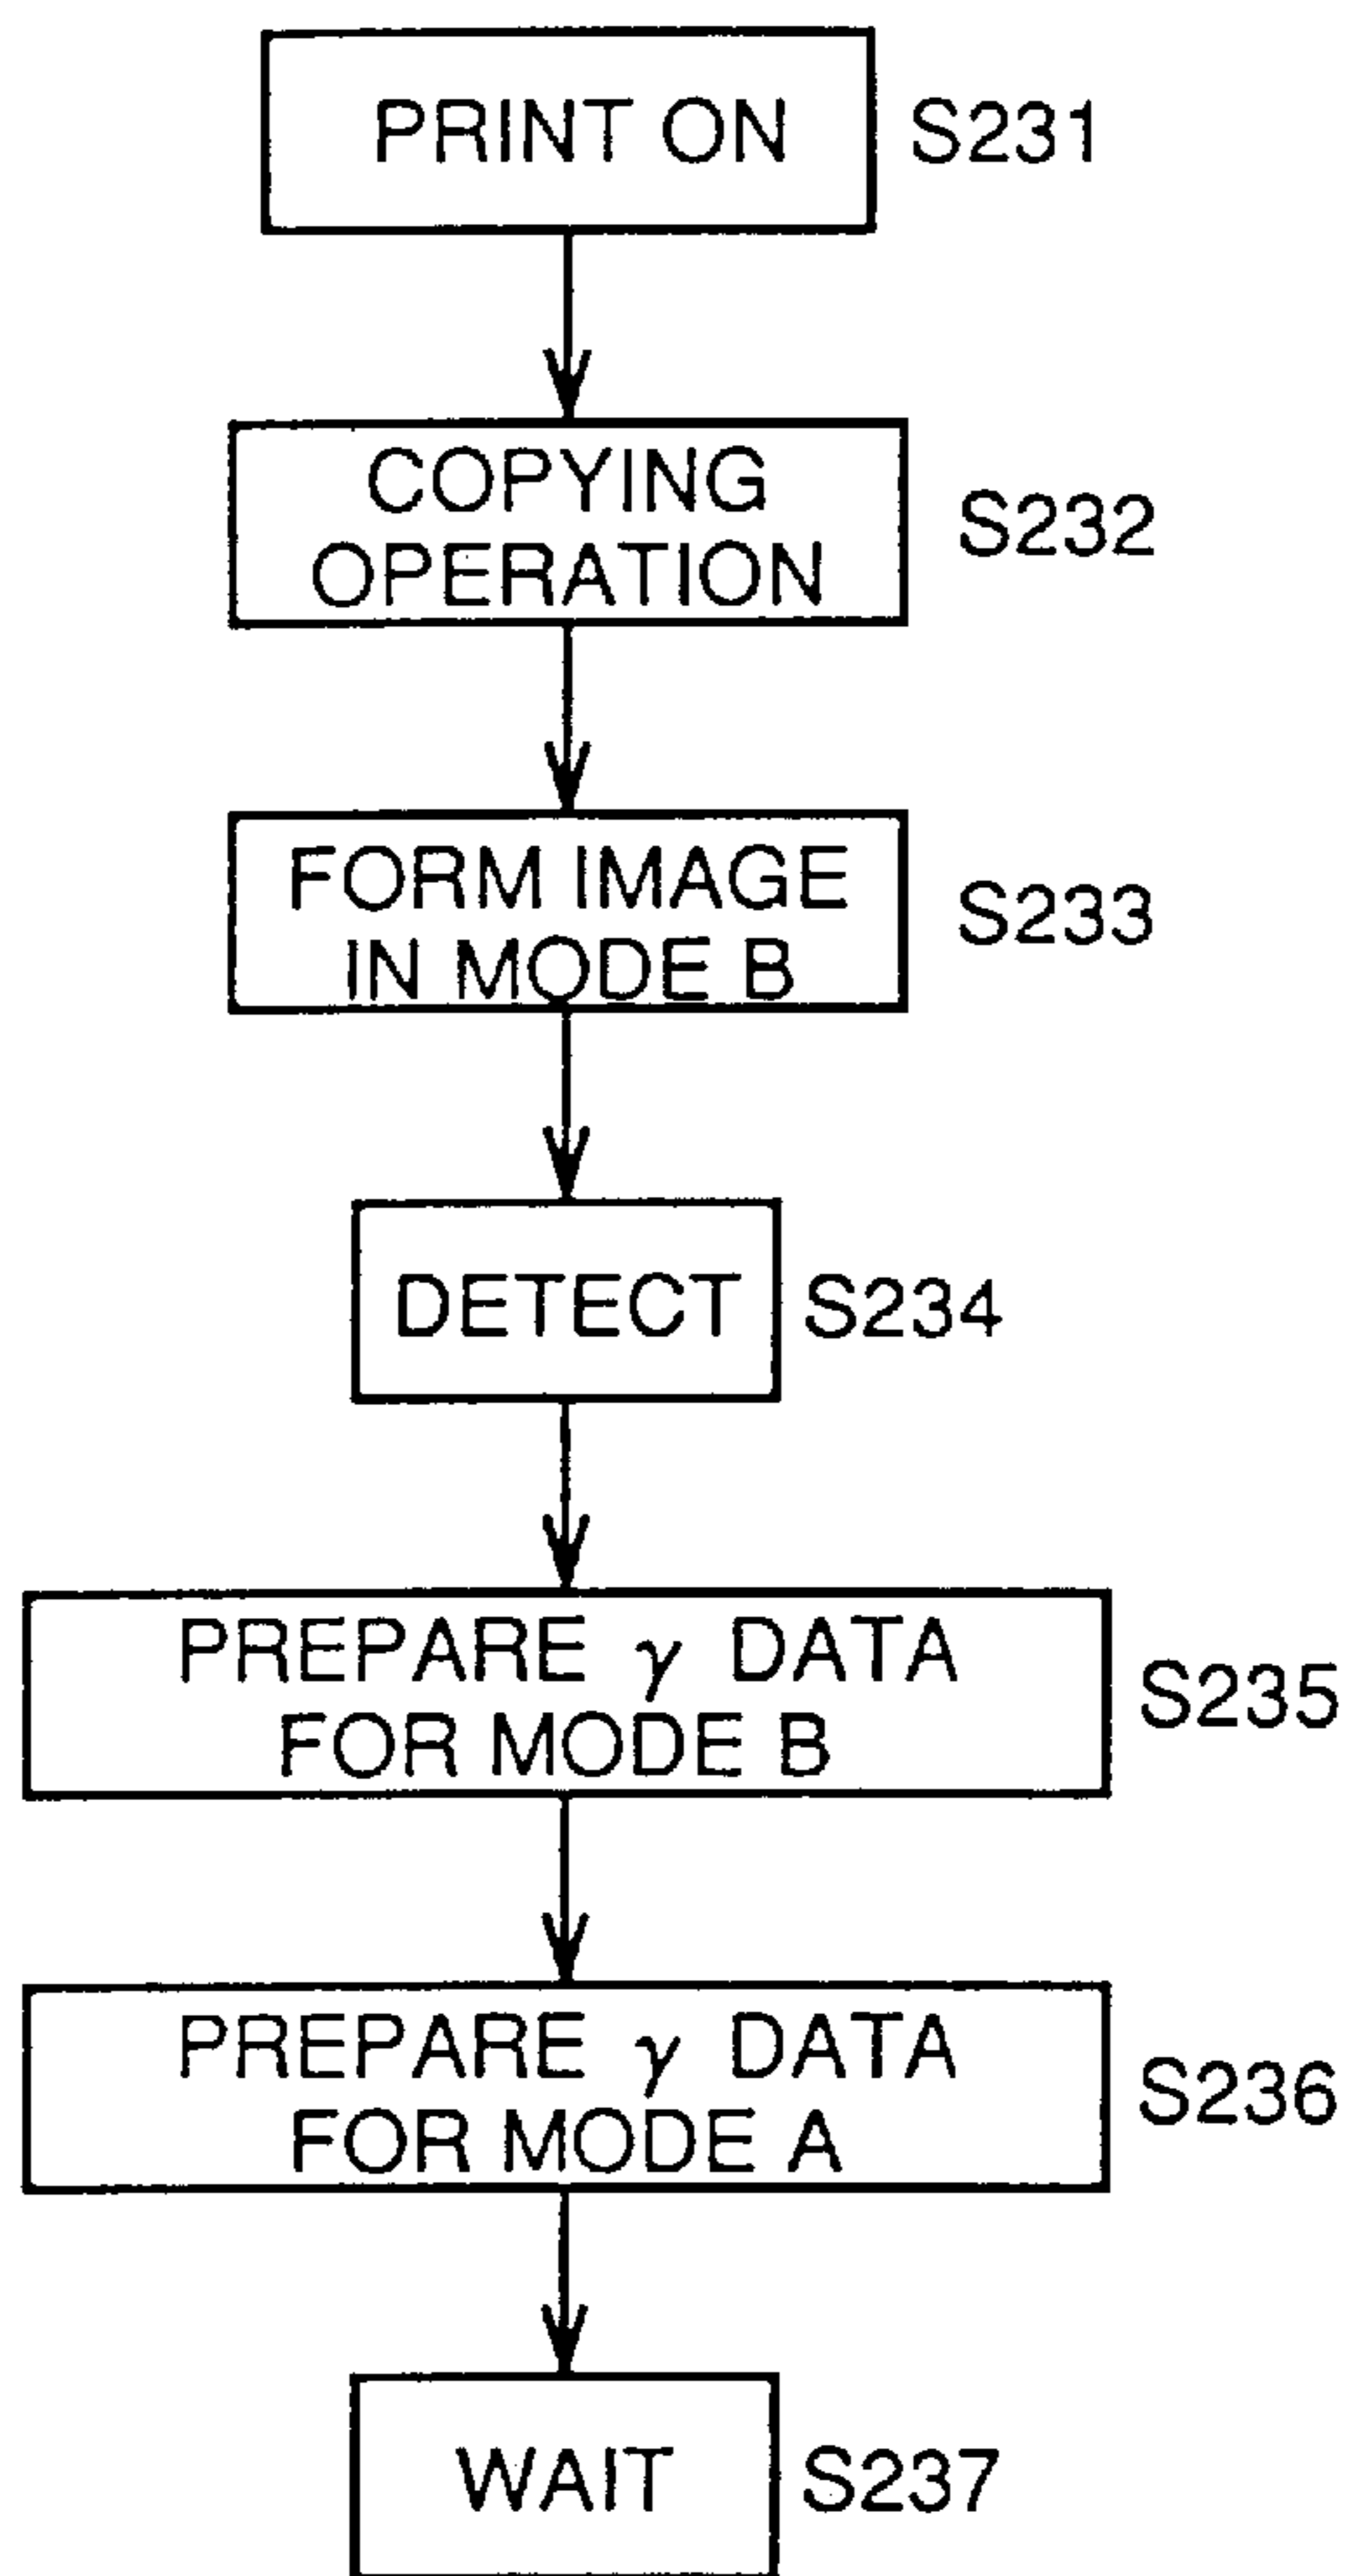 PRINT ON
S231
COPYING
OPERATION
S232
FORM IMAGE
IN MODE B
S233
DETECT
S234
PREPARE γ DATA
FOR MODE B
S235
PREPARE γ DATA
FOR MODE A
S236
WAIT
S237